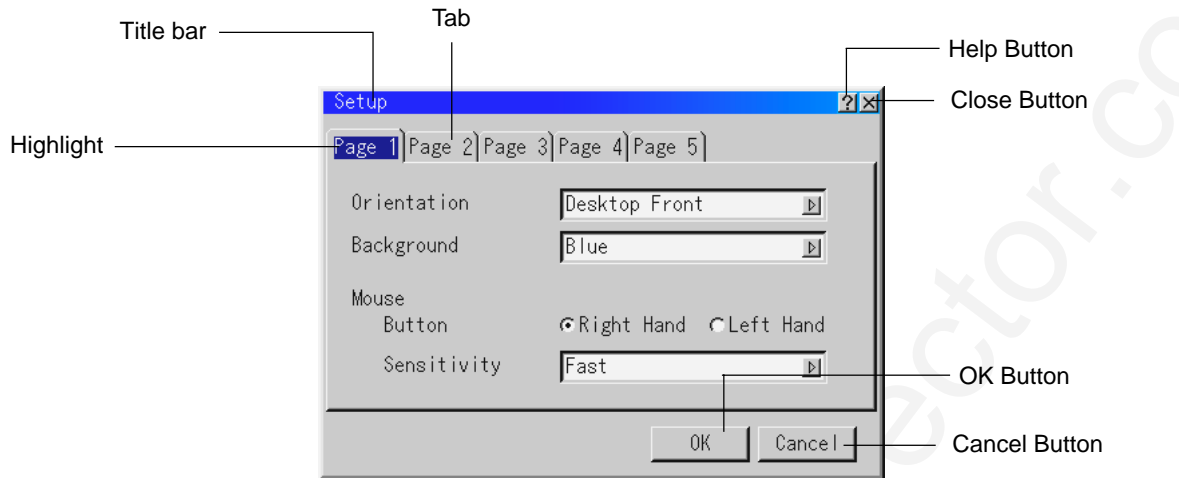 Tab
Title bar
Help Button
Setup
?
Close Button
Highlight
Page 1 Page 2 Page 3 Page 4 Page 5
Orientation Desktop Front
Background Blue
Mouse
Button Right Hand Left Hand
Sensitivity Fast
OK Button
OK Cancel
Cancel Button
ector.co